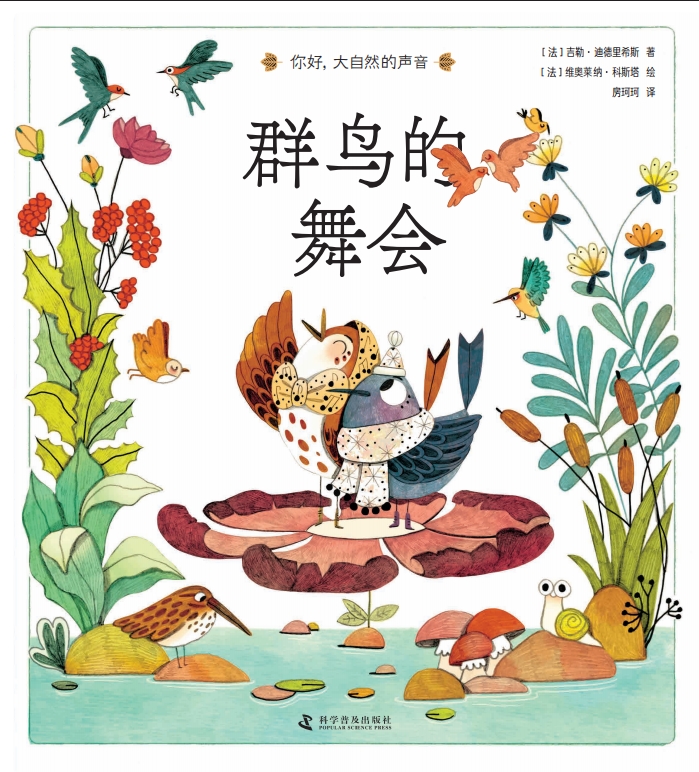 你好，大自然的声音
[ 法 ] 吉勒 · 迪德里希斯 著
[ 法 ] 维奥莱纳 · 科斯塔 绘
房珂珂 译
群鸟的
舞会
科学普及出版社
POPULAR SCIENCE PRESS